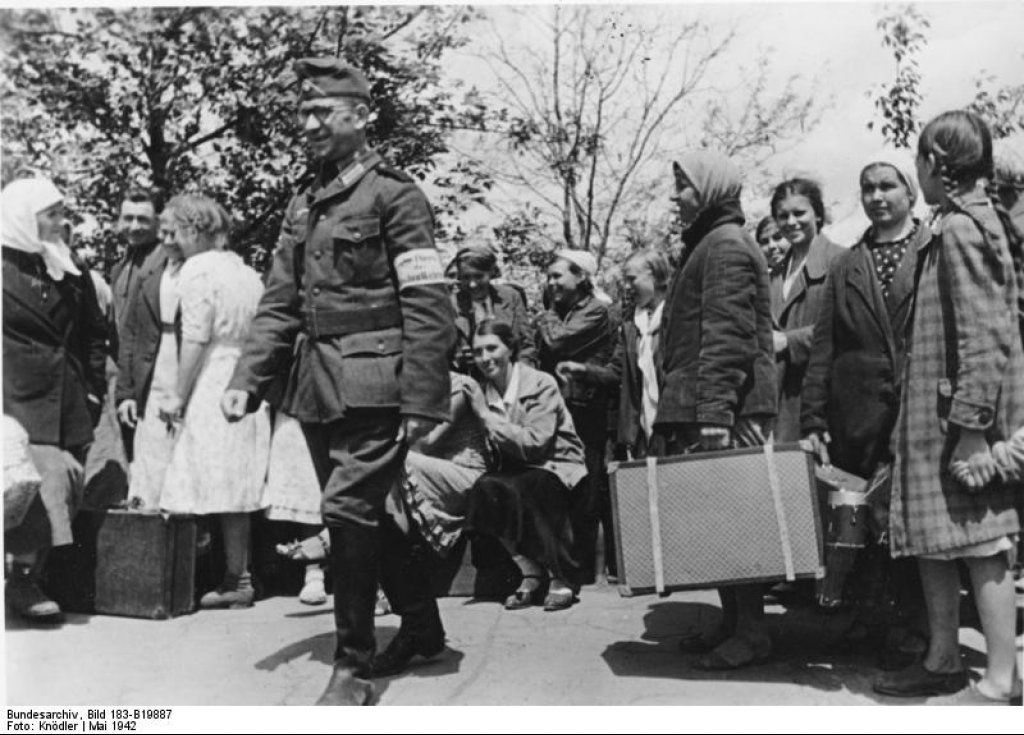 Bundesarchiv, Bild 183-B19887
Foto: Knödler | Mai 1942